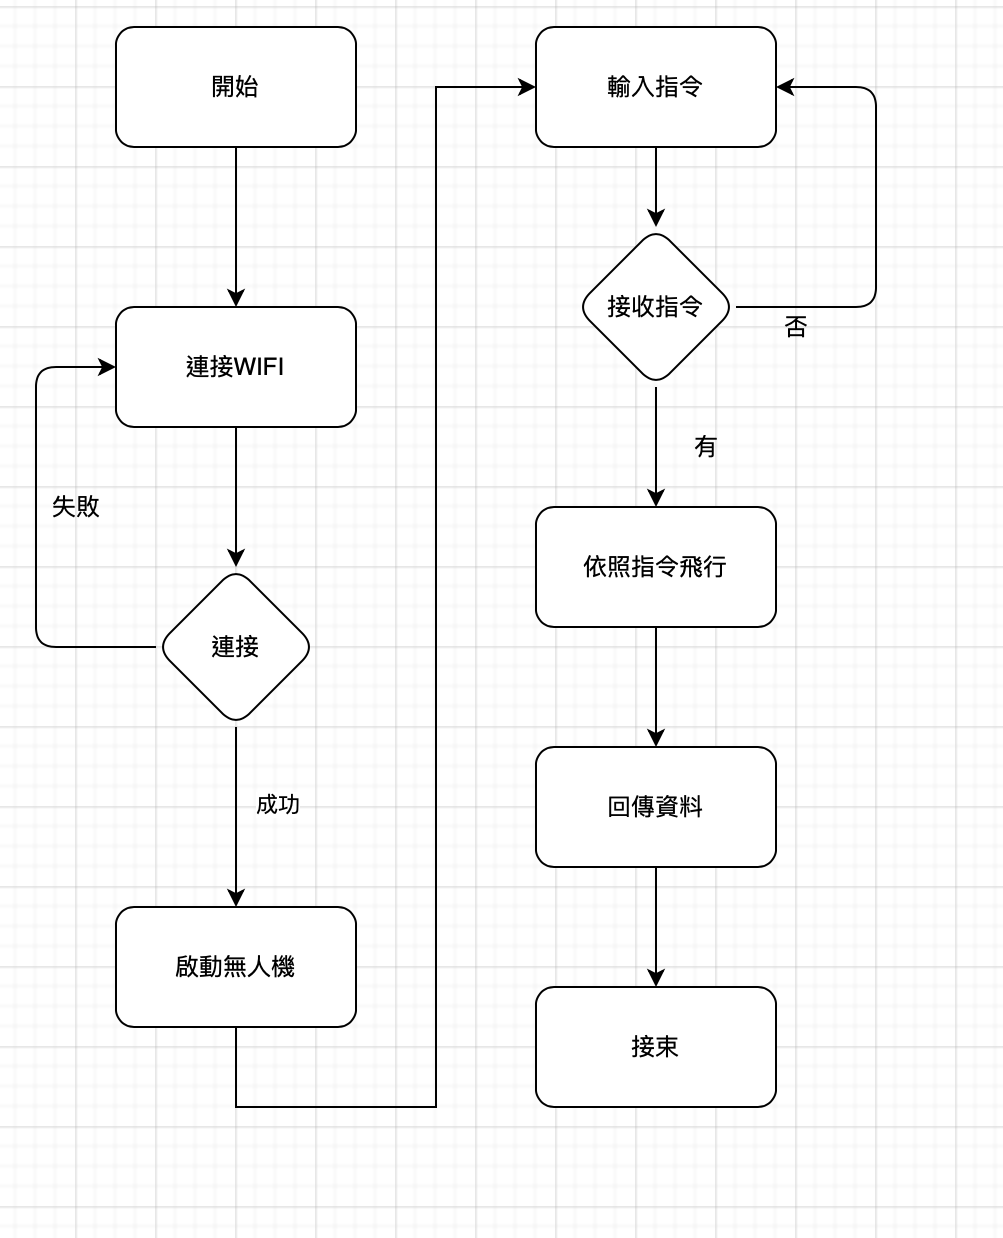 開始
連接WIFI
失敗
連接
成功
啟動無人機
輸入指令
接收指令
否
有
依照指令飛行
回傳資料
接束